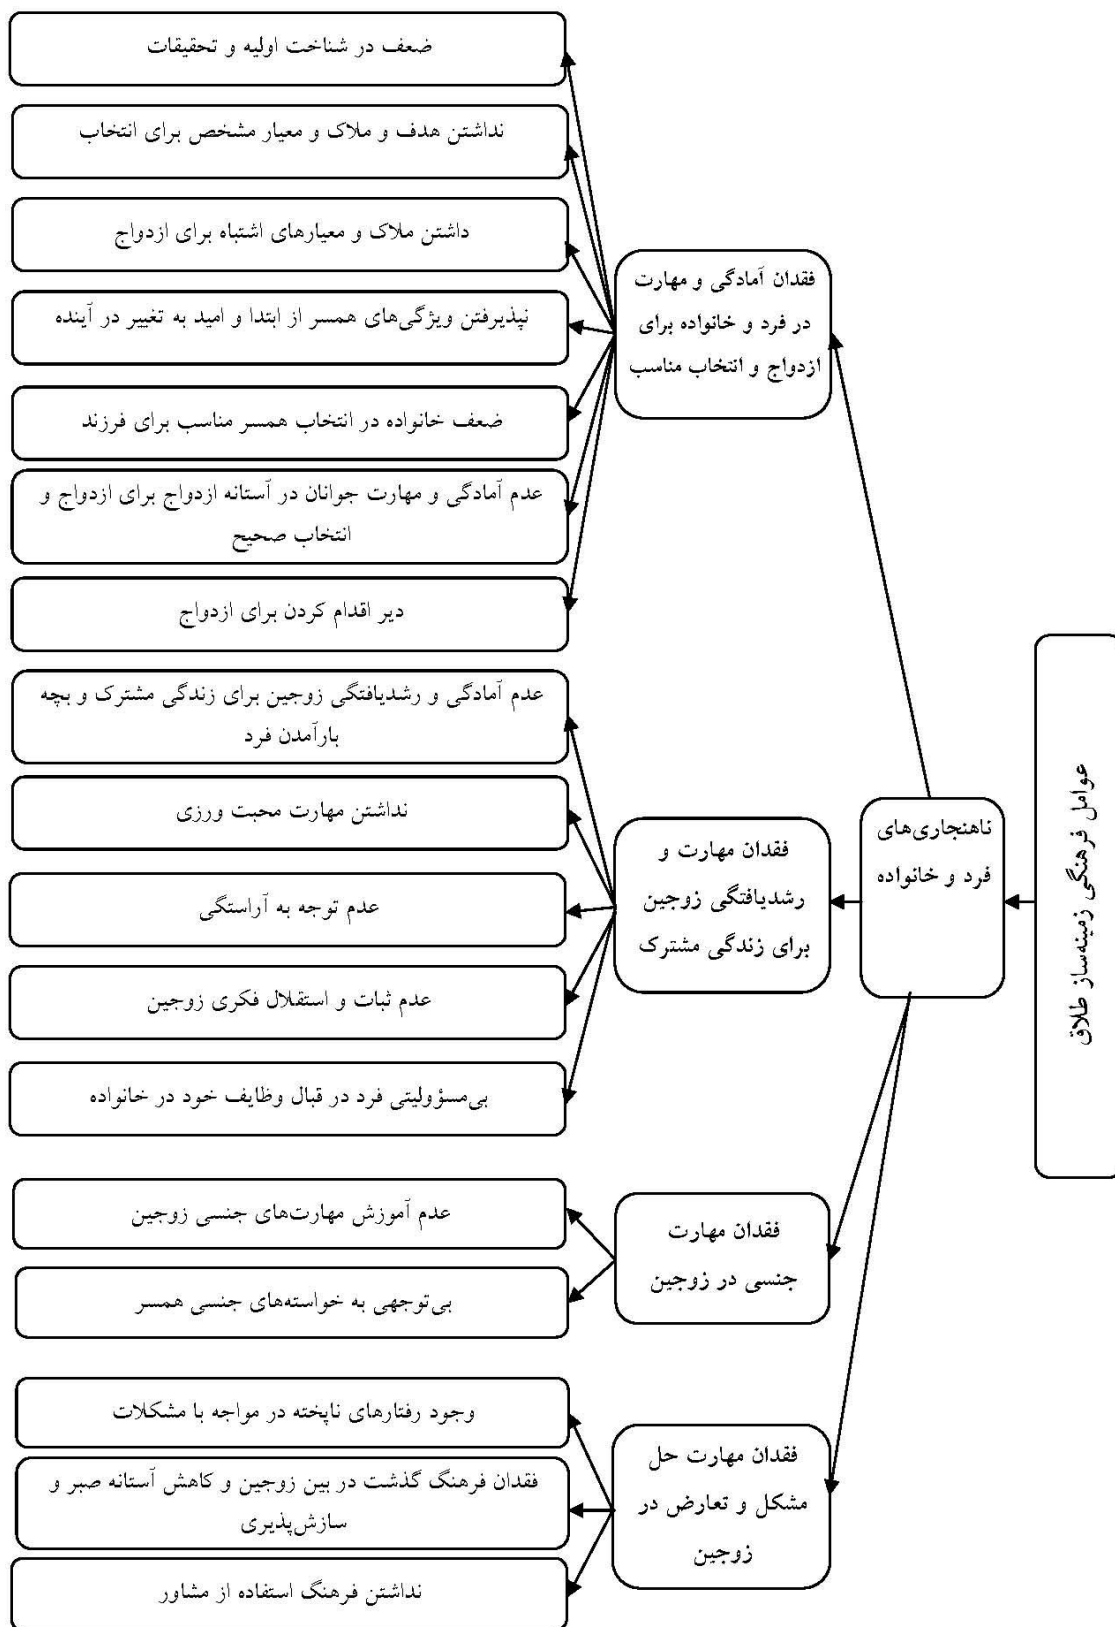 عوامل فرهنگی زمینه‌ساز طلاق
ناهنجاری‌های
فرد و خانواده
فقدان آمادگی و مهارت
در فرد و خانواده برای
ازدواج و انتخاب مناسب
ضعف در شناخت اولیه و تحقیقات
نداشتن هدف و ملاک و معیار مشخص برای انتخاب
داشتن ملاک و معیارهای اشتباه برای ازدواج
نپذیرفتن ویژگی‌های همسر از ابتدا و امید به تغییر در آینده
ضعف خانواده در انتخاب همسر مناسب برای فرزند
عدم آمادگی و مهارت جوانان در آستانه ازدواج برای ازدواج و
انتخاب صحیح
دیر اقدام کردن برای ازدواج
فقدان مهارت و
رشدیافتگی زوجین
برای زندگی مشترک
عدم آمادگی و رشدیافتگی زوجین برای زندگی مشترک و بچه
بارآمدن فرد
نداشتن مهارت محبت ورزی
عدم توجه به آراستگی
عدم ثبات و استقلال فکری زوجین
بی‌مسؤولیتی فرد در قبال وظایف خود در خانواده
فقدان مهارت
جنسی در زوجین
عدم آموزش مهارت‌های جنسی زوجین
بی‌توجهی به خواسته‌های جنسی همسر
فقدان مهارت حل
مشکل و تعارض در
زوجین
وجود رفتارهای ناپخته در مواجه با مشکلات
فقدان فرهنگ گذشت در بین زوجین و کاهش آستانه صبر و
سازش‌پذیری
نداشتن فرهنگ استفاده از مشاور